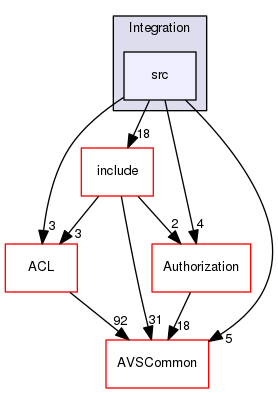 Integration
src
18
include
3
3
2
4
ACL
Authorization
92
31
18
5
AVSCommon